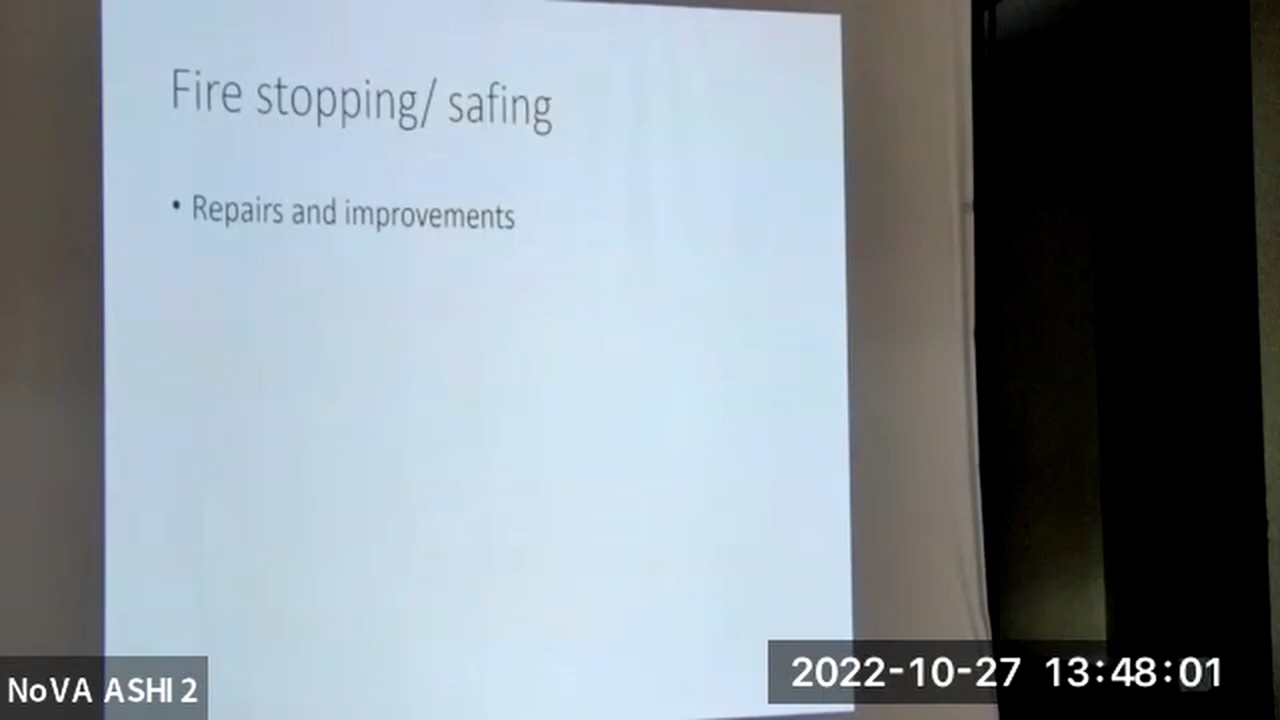 Fire stopping/ safing
• Repairs and improvements
NoVA ASHI 2
2022-10-27 13:48:01